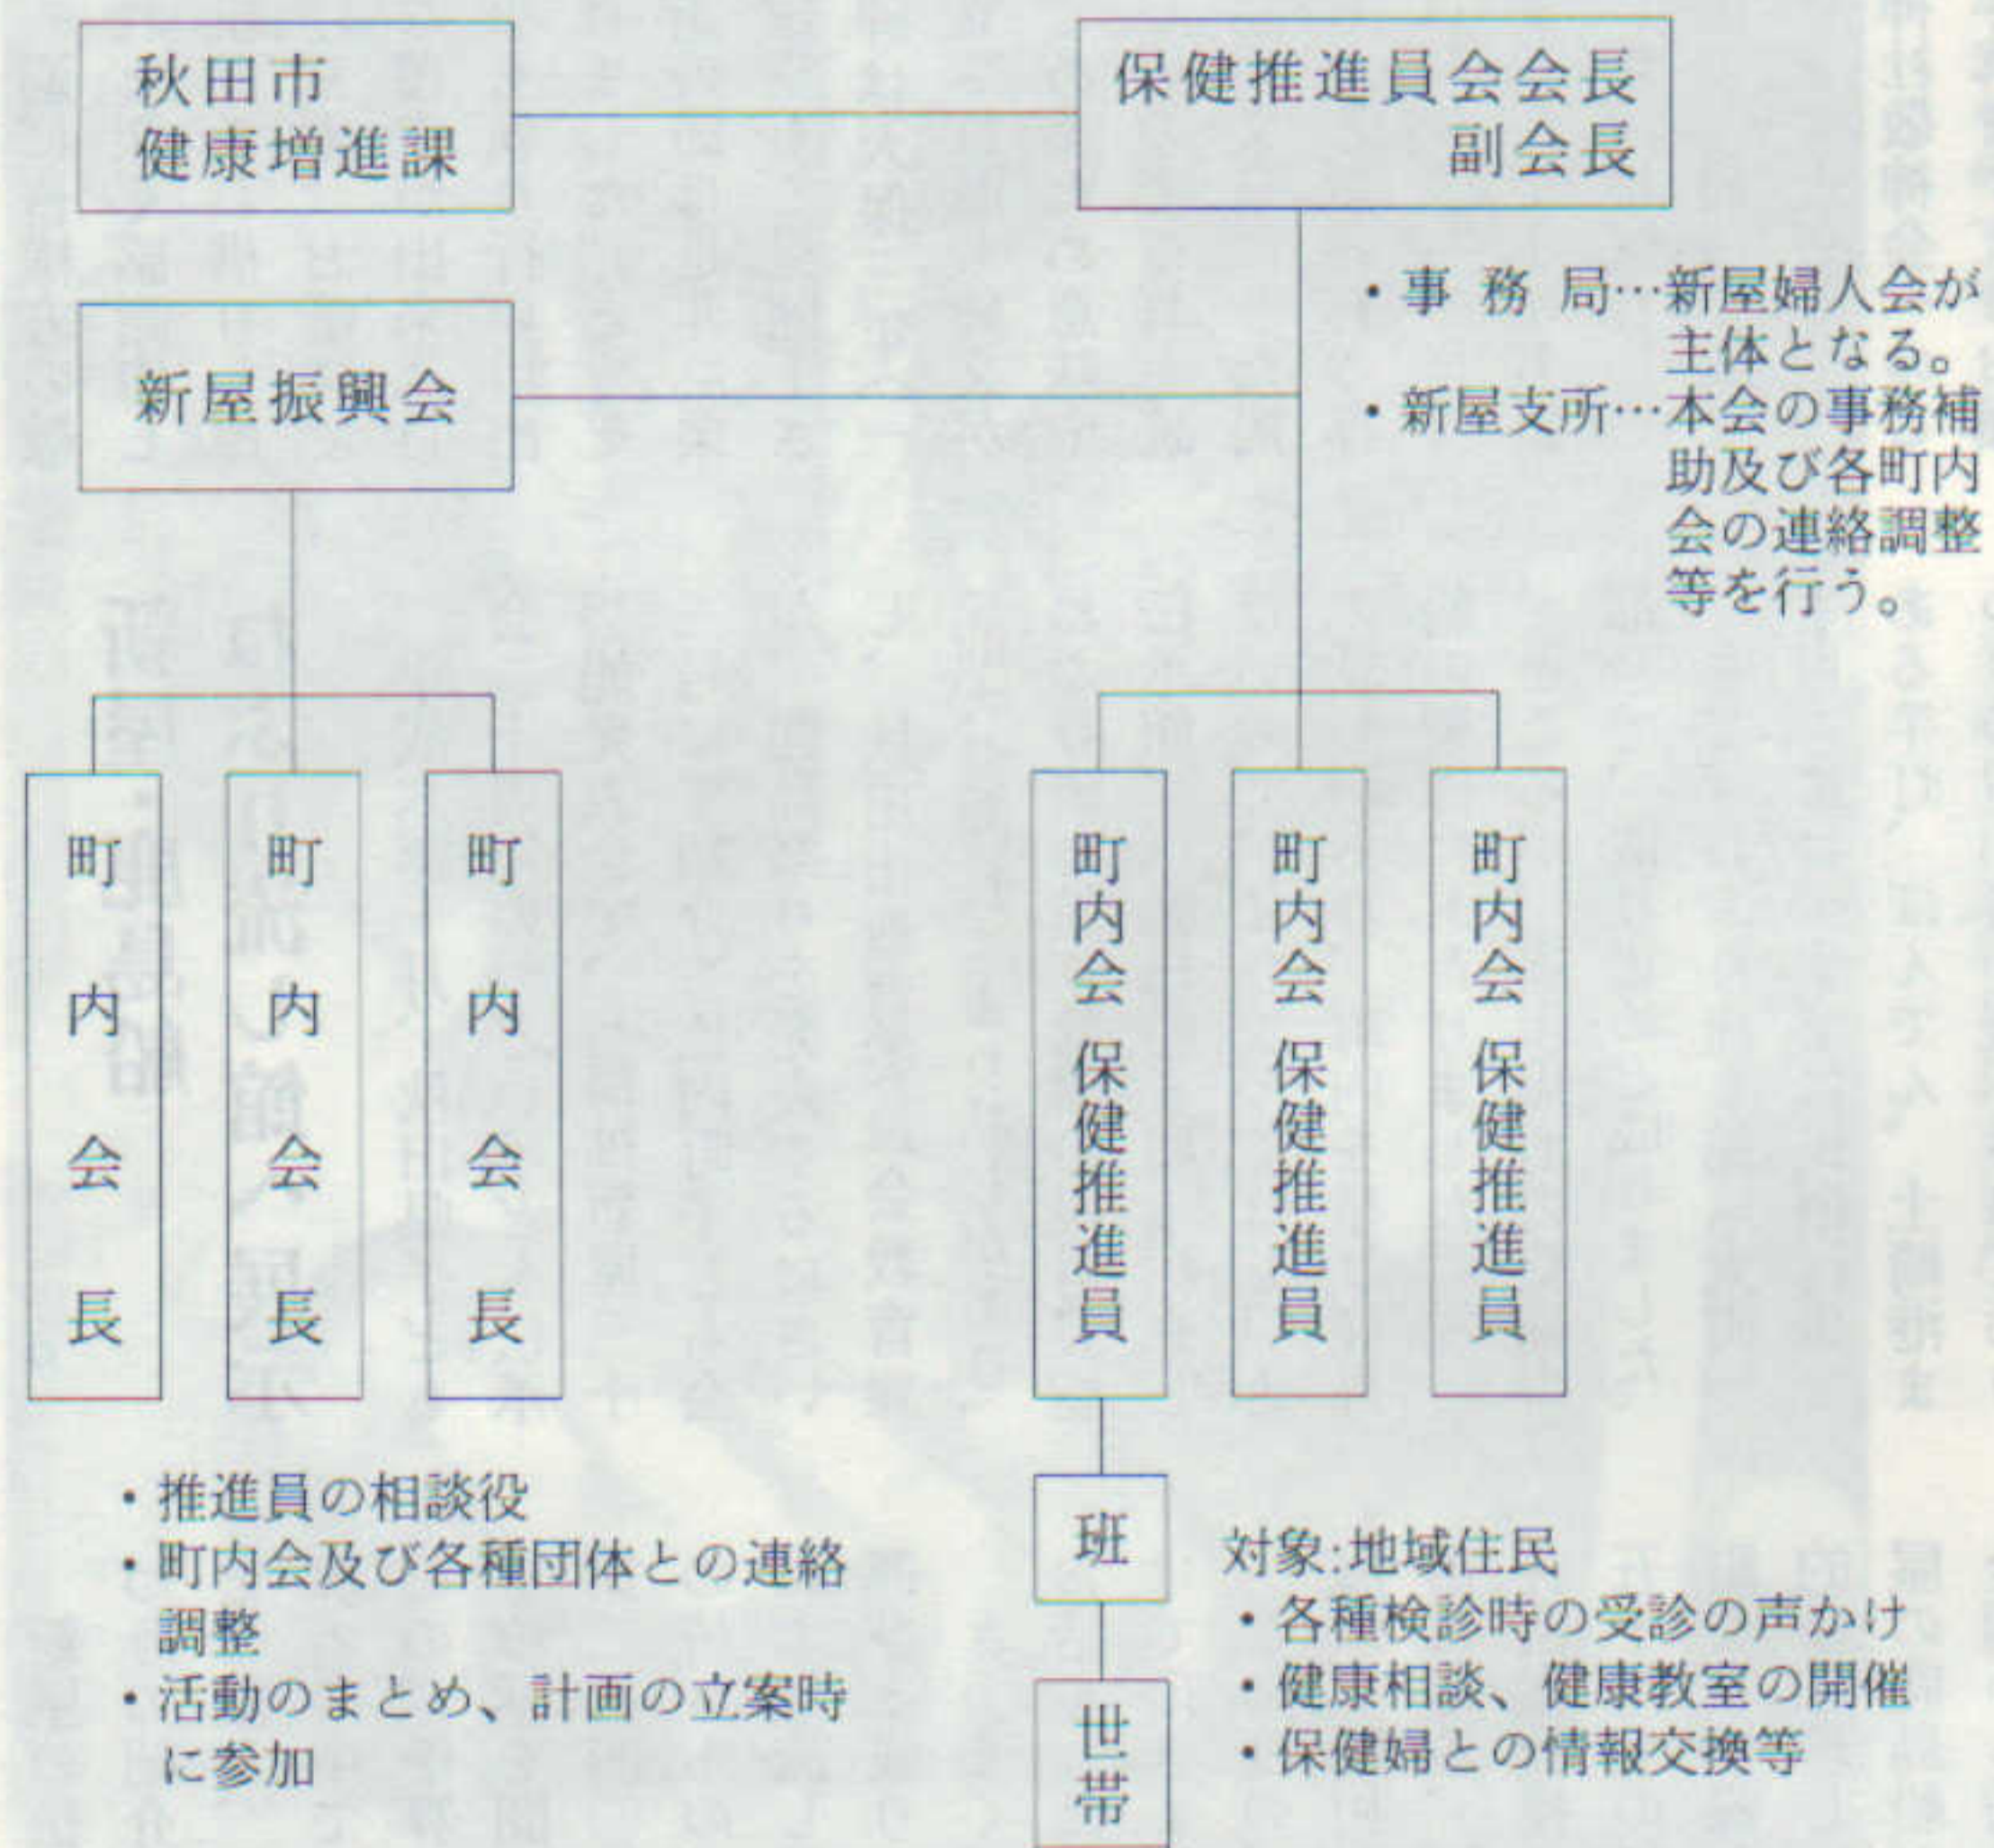 秋田市
健康増進課
保健推進員会会長
副会長
・事務局…新屋婦人会が
主体となる。
・新屋支所…本会の事務補
助及び各町内
会の連絡調整
等を行う。
新屋振興会
町内会長
町内会長
町内会長
町内会 保健推進員
町内会 保健推進員
町内会 保健推進員
・推進員の相談役
・町内会及び各種団体との連絡
調整
・活動のまとめ、計画の立案時
に参加
班
世帯
対象:地域住民
・各種検診時の受診の声かけ
・健康相談、健康教室の開催
・保健婦との情報交換等